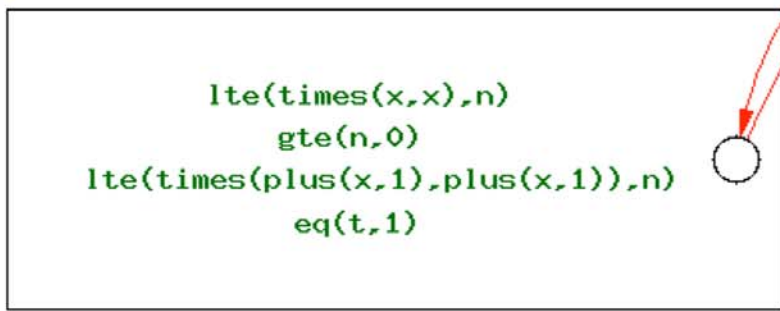 lte(times(x,x),n)
gte(n,0)
lte(times(plus(x,1),plus(x,1)),n)
eq(t,1)